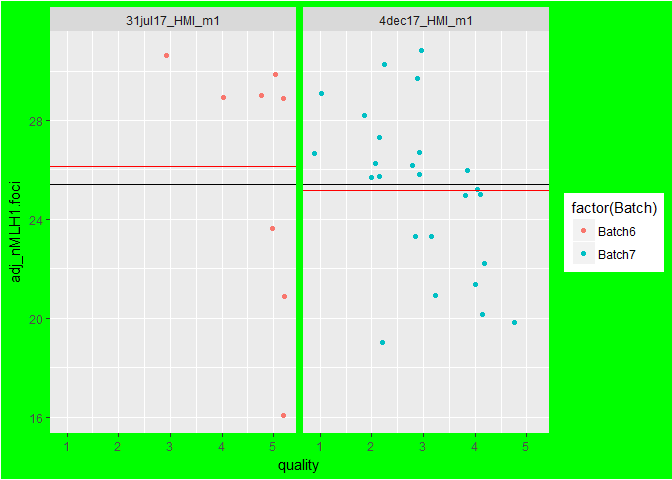 31jul17_HMI_m1
4dec17_HMI_m1
28
24
20
16
adj_nMLH1.foci
1 2 3 4 5
1 2 3 4 5
quality
factor(Batch)
Batch6
Batch7